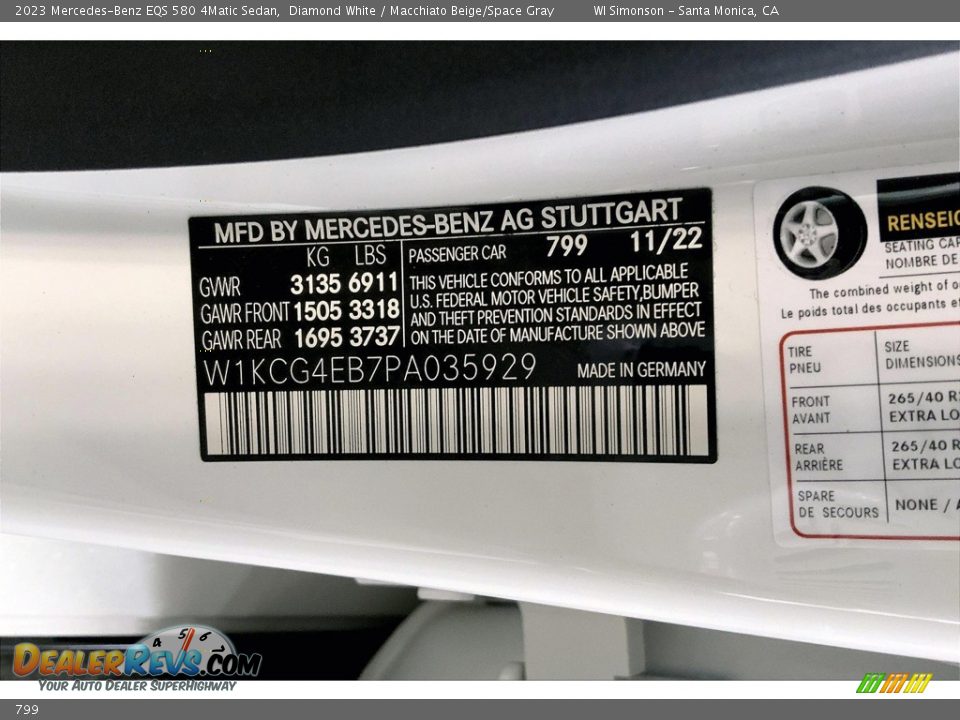 2023 Mercedes-Benz EQS 580 4Matic Sedan, Diamond White / Macchiato Beige/Space Gray WI Simonson - Santa Monica, CA
MFD BY MERCEDES-BENZ AG STUTTGART
KG LBS
GVWR 3135 6911
GAWR FRONT 1505 3318
GAWR REAR 1695 3737
PASSENGER CAR 799 11/22
THIS VEHICLE CONFORMS TO ALL APPLICABLE
U.S. FEDERAL MOTOR VEHICLE SAFETY,BUMPER
AND THEFT PREVENTION STANDARDS IN EFFECT
ON THE DATE OF MANUFACTURE SHOWN ABOVE
W1KCG4EB7PA035929 MADE IN GERMANY
RENSEIG
SEATING CAP
NOMBRE DE
The combined weight of o
Le poids total des occupants e
TIRE
PNEU
SIZE
DIMENSIONS
FRONT
AVANT
265/40 R
EXTRA LO
REAR
ARRIÈRE
265/40 R
EXTRA LO
SPARE
DE SECOURS
NONE / A
4 5 6
DealerRevs.com
Your Auto Dealer SuperHighway
799